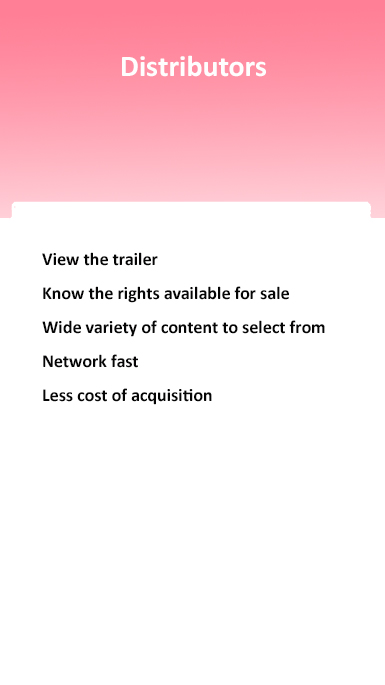 Distributors
View the trailer
Know the rights available for sale
Wide variety of content to select from
Network fast
Less cost of acquisition